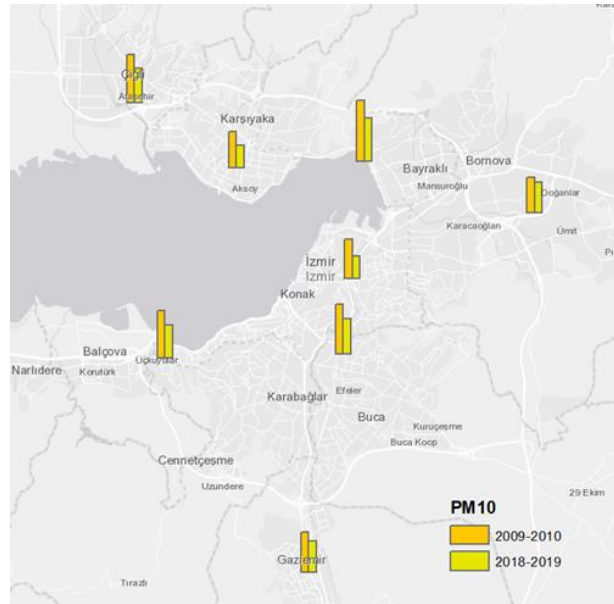 Çiğli
Ataşehir
Karşıyaka
Aksoy
Bayraklı
Bornova
Mansuroğlu
Doğanlar
Karacaoğlan
Ümit
İzmir
İzmir
Konak
Balçova
Üçkuyular
Narlıdere
Korutürk
Karabağlar
Efeler
Buca
Kuruçeşme
Buca Koop
Cennetçeşme
Uzundere
29 Ekim
Gaziemir
Tırazlı
PM10
2009-2010
2018-2019